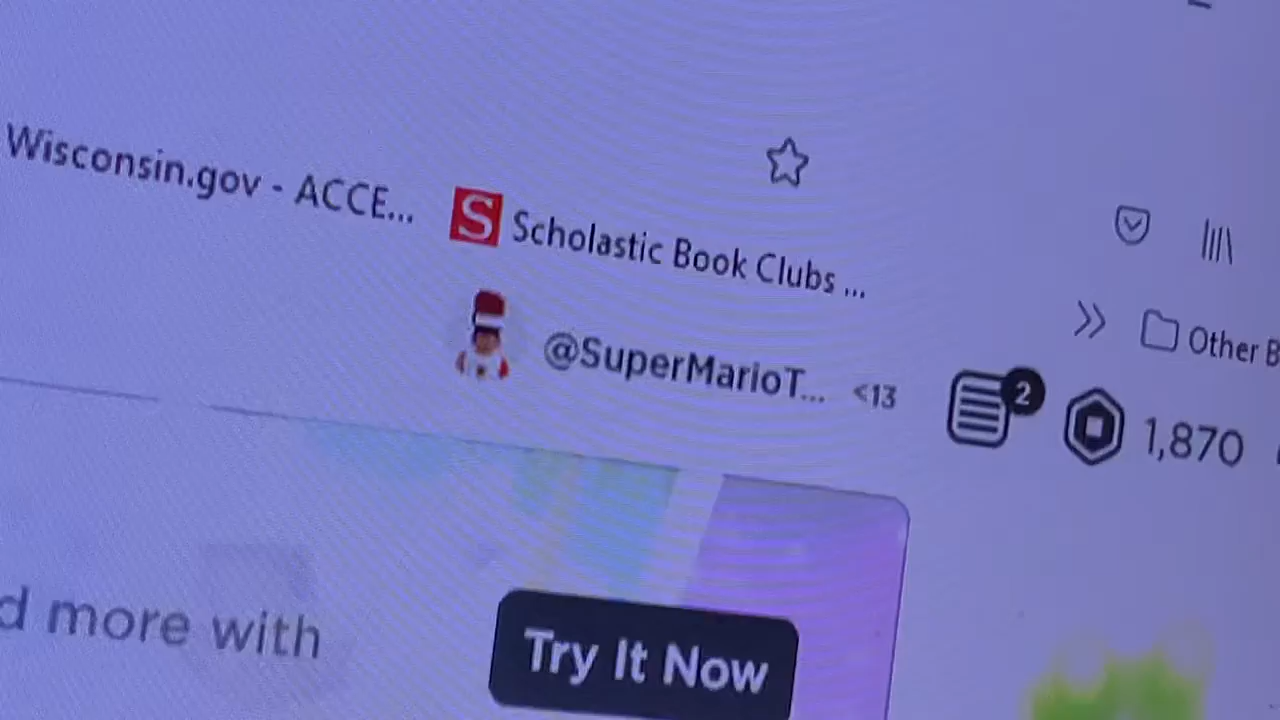 Wisconsin.gov - ACCE...
S Scholastic Book Clubs ...
Other B
@SuperMarioT... <13
2
1,870
d more with
Try It Now